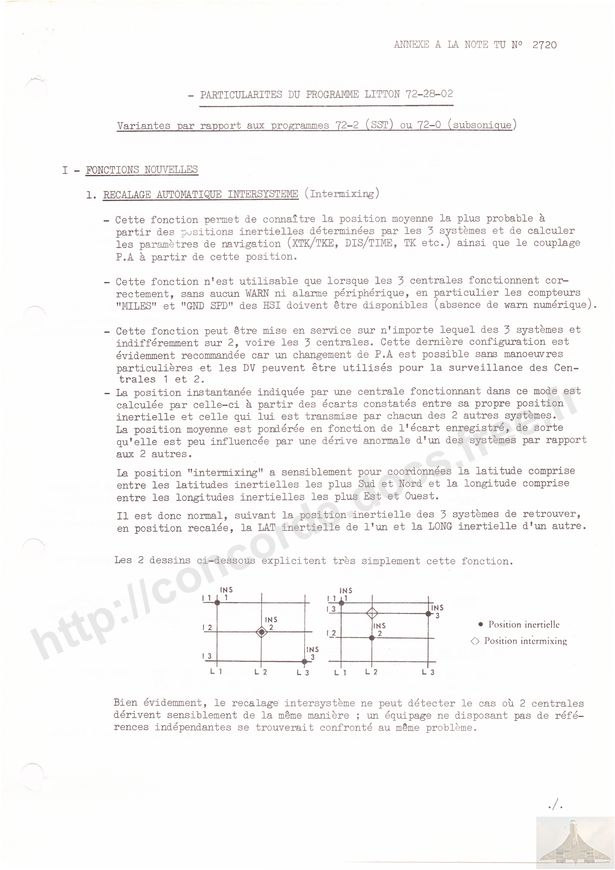 ANNEXE A LA NOTE TU N° 2720
- PARTICULARITES DU PROGRAMME LITTON 72-28-02
Variantes par rapport aux programmes 72-2 (SST) ou 72-0 (subsonique)
I - FONCTIONS NOUVELLES
1. RECALAGE AUTOMATIQUE INTERSYSTEME (Intermixing)
- Cette fonction permet de connaître la position moyenne la plus probable à
partir des positions inertielles déterminées par les 3 systèmes et de calculer
les paramètres de navigation (XTK/TKE, DIS/TIME, TK etc.) ainsi que le couplage
P.A à partir de cette position.
- Cette fonction n'est utilisable que lorsque les 3 centrales fonctionnent cor-
rectement, sans aucun WARN ni alarme périphérique, en particulier les compteurs
"MILES" et "GND SPD" des HSI doivent être disponibles (absence de warn numérique).
- Cette fonction peut être mise en service sur n'importe lequel des 3 systèmes et
indifféremment sur 2, voire les 3 centrales. Cette dernière configuration est
évidemment recommandée car un changement de P.A est possible sans manoeuvres
particulières et les DV peuvent être utilisés pour la surveillance des Cen-
trales 1 et 2.
- La position instantanée indiquée par une centrale fonctionnant dans ce mode est
calculée par celle-ci à partir des écarts constatés entre sa propre position
inertielle et celle qui lui est transmise par chacun des 2 autres systèmes.
La position moyenne est pondérée en fonction de l'écart enregistré, de sorte
qu'elle est peu influencée par une dérive anormale d'un des systèmes par rapport
aux 2 autres.
La position "intermixing" a sensiblement pour coordonnées la latitude comprise
entre les latitudes inertielles les plus Sud et Nord et la longitude comprise
entre les longitudes inertielles les plus Est et Ouest.
Il est donc normal, suivant la position inertielle des 3 systèmes de retrouver,
en position recalée, la LAT inertielle de l'un et la LONG inertielle d'un autre.
Les 2 dessins ci-dessous explicitent très simplement cette fonction.
INS INS
l 1 1 l 1 1
l 3 INS 3
INS
l 2 2 l 2 INS 2
INS
l 3 3
L 1 L 2 L 3 L 1 L 2 L 3
● Position inertielle
◇ Position intermixing
Bien évidemment, le recalage intersystème ne peut détecter le cas où 2 centrales
dérivent sensiblement de la même manière ; un équipage ne disposant pas de réfé-
rences indépendantes se trouverait confronté au même problème.
./.
http://concorde.docs.free.fr